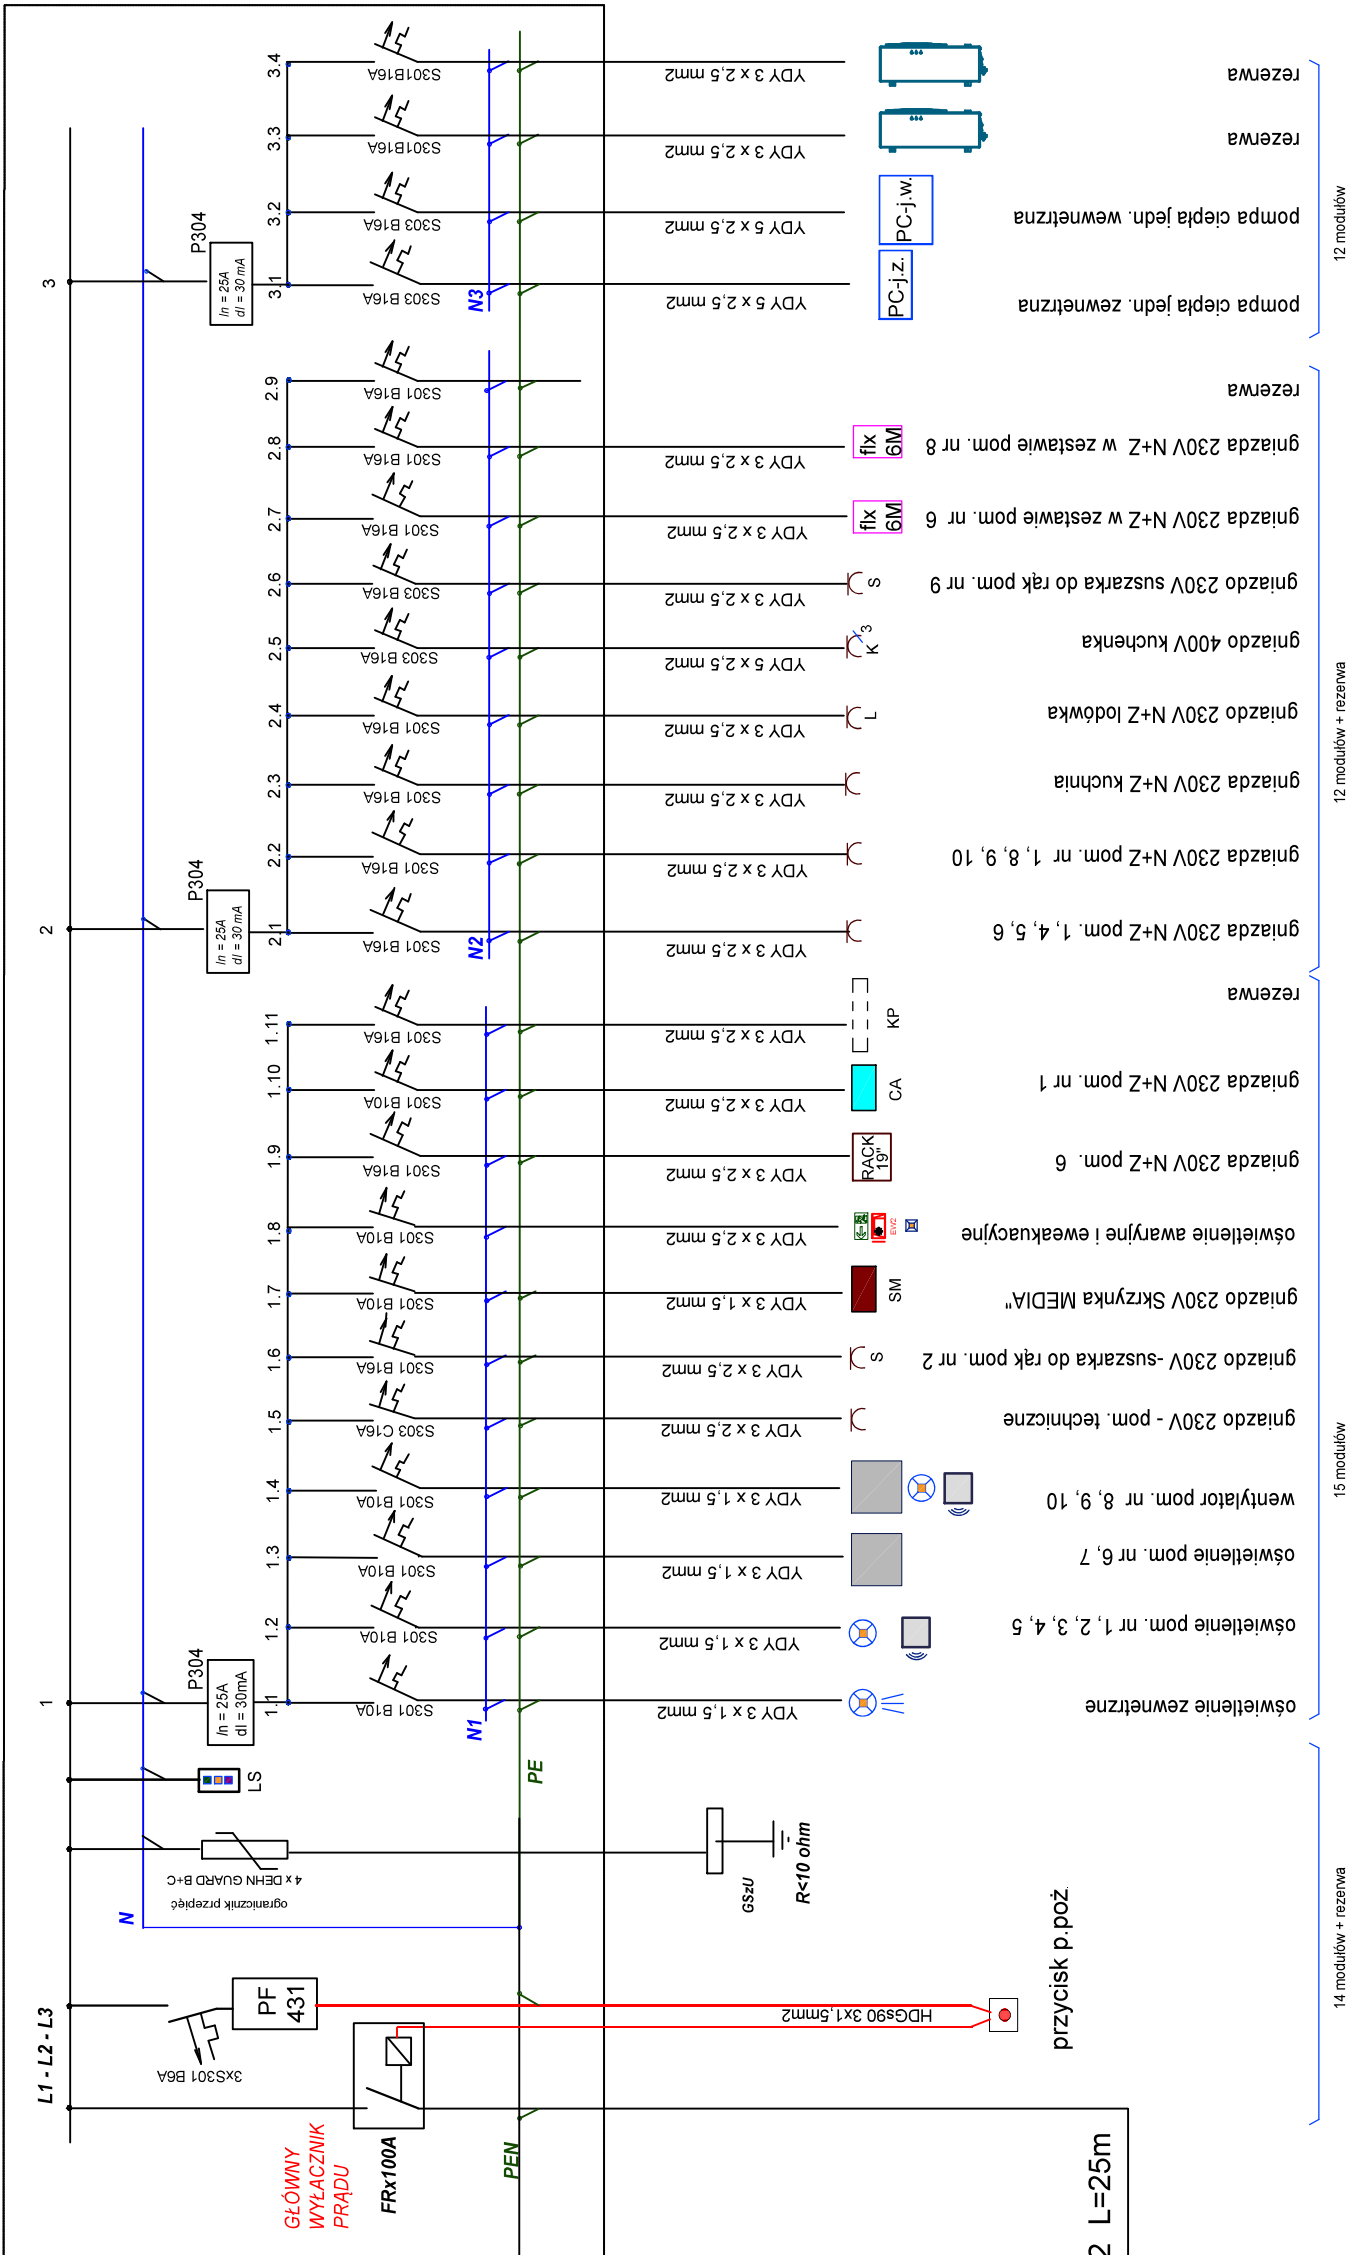 L1 - L2 - L3
GŁÓWNY
WYŁACZNIK
PRĄDU
FRx100A
PEN
2 L=25m
3xS301 B6A
PF
431
HDGs90 3x1,5mm2
przycisk p.poż
14 modułów + rezerwa
N
ogranicznik przepięć
4 x DEHN GUARD B+C
GSzU
R<10 ohm
LS
PE
1
P304
In = 25A
dI = 30mA
N1
1.1
S301 B10A
YDY 3 x 1,5 mm2
oświetlenie zewnetrzne
1.2
S301 B10A
YDY 3 x 1,5 mm2
oświetlenie pom. nr 1, 2, 3, 4, 5
1.3
S301 B10A
YDY 3 x 1,5 mm2
oświetlenie pom. nr 6, 7
1.4
S301 B10A
YDY 3 x 1,5 mm2
wentylator pom. nr 8, 9, 10
1.5
S303 C16A
YDY 3 x 2,5 mm2
gniazdo 230V - pom. techniczne
1.6
S301 B16A
YDY 3 x 2,5 mm2
S
gniazdo 230V -suszarka do rąk pom. nr 2
1.7
S301 B10A
YDY 3 x 1,5 mm2
SM
gniazdo 230V Skrzynka MEDIA"
1.8
S301 B10A
YDY 3 x 2,5 mm2
EW2
oświetlenie awaryjne i eweakuacyjne
1.9
S301 B16A
YDY 3 x 2,5 mm2
RACK
19"
gniazda 230V N+Z pom. 6
1.10
S301 B10A
YDY 3 x 2,5 mm2
CA
gniazda 230V N+Z pom. nr 1
1.11
S301 B16A
YDY 3 x 2,5 mm2
KP
rezerwa
15 modułów
2
P304
In = 25A
dI = 30 mA
N2
2.1
S301 B16A
YDY 3 x 2,5 mm2
gniazda 230V N+Z pom. 1, 4, 5, 6
2.2
S301 B16A
YDY 3 x 2,5 mm2
gniazda 230V N+Z pom. nr 1, 8, 9, 10
2.3
S301 B16A
YDY 3 x 2,5 mm2
gniazda 230V N+Z kuchnia
2.4
S301 B16A
YDY 3 x 2,5 mm2
L
gniazdo 230V N+Z lodówka
2.5
S303 B16A
YDY 5 x 2,5 mm2
K
3
gniazdo 400V kuchenka
2.6
S303 B16A
YDY 3 x 2,5 mm2
S
gniazdo 230V suszarka do rąk pom. nr 9
2.7
S301 B16A
YDY 3 x 2,5 mm2
flx
6M
gniazda 230V N+Z w zestawie pom. nr 6
2.8
S301 B16A
YDY 3 x 2,5 mm2
flx
6M
gniazda 230V N+Z w zestawie pom. nr 8
2.9
S301 B16A
rezerwa
12 modułów + rezerwa
3
P304
In = 25A
dI = 30 mA
N3
3.1
S303 B16A
YDY 5 x 2,5 mm2
PC-j.z.
pompa ciepła jedn. zewnetrzna
3.2
S303 B16A
YDY 5 x 2,5 mm2
PC-j.w.
pompa ciepła jedn. wewnetrzna
3.3
S301B16A
YDY 3 x 2,5 mm2
rezerwa
3.4
S301B16A
YDY 3 x 2,5 mm2
rezerwa
12 modułów